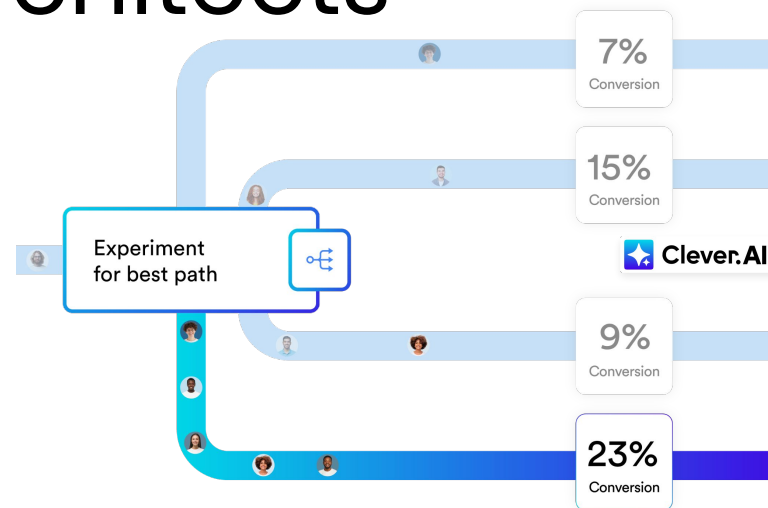 7%
Conversion
15%
Conversion
Experiment
for best path
Clever.AI
9%
Conversion
23%
Conversion